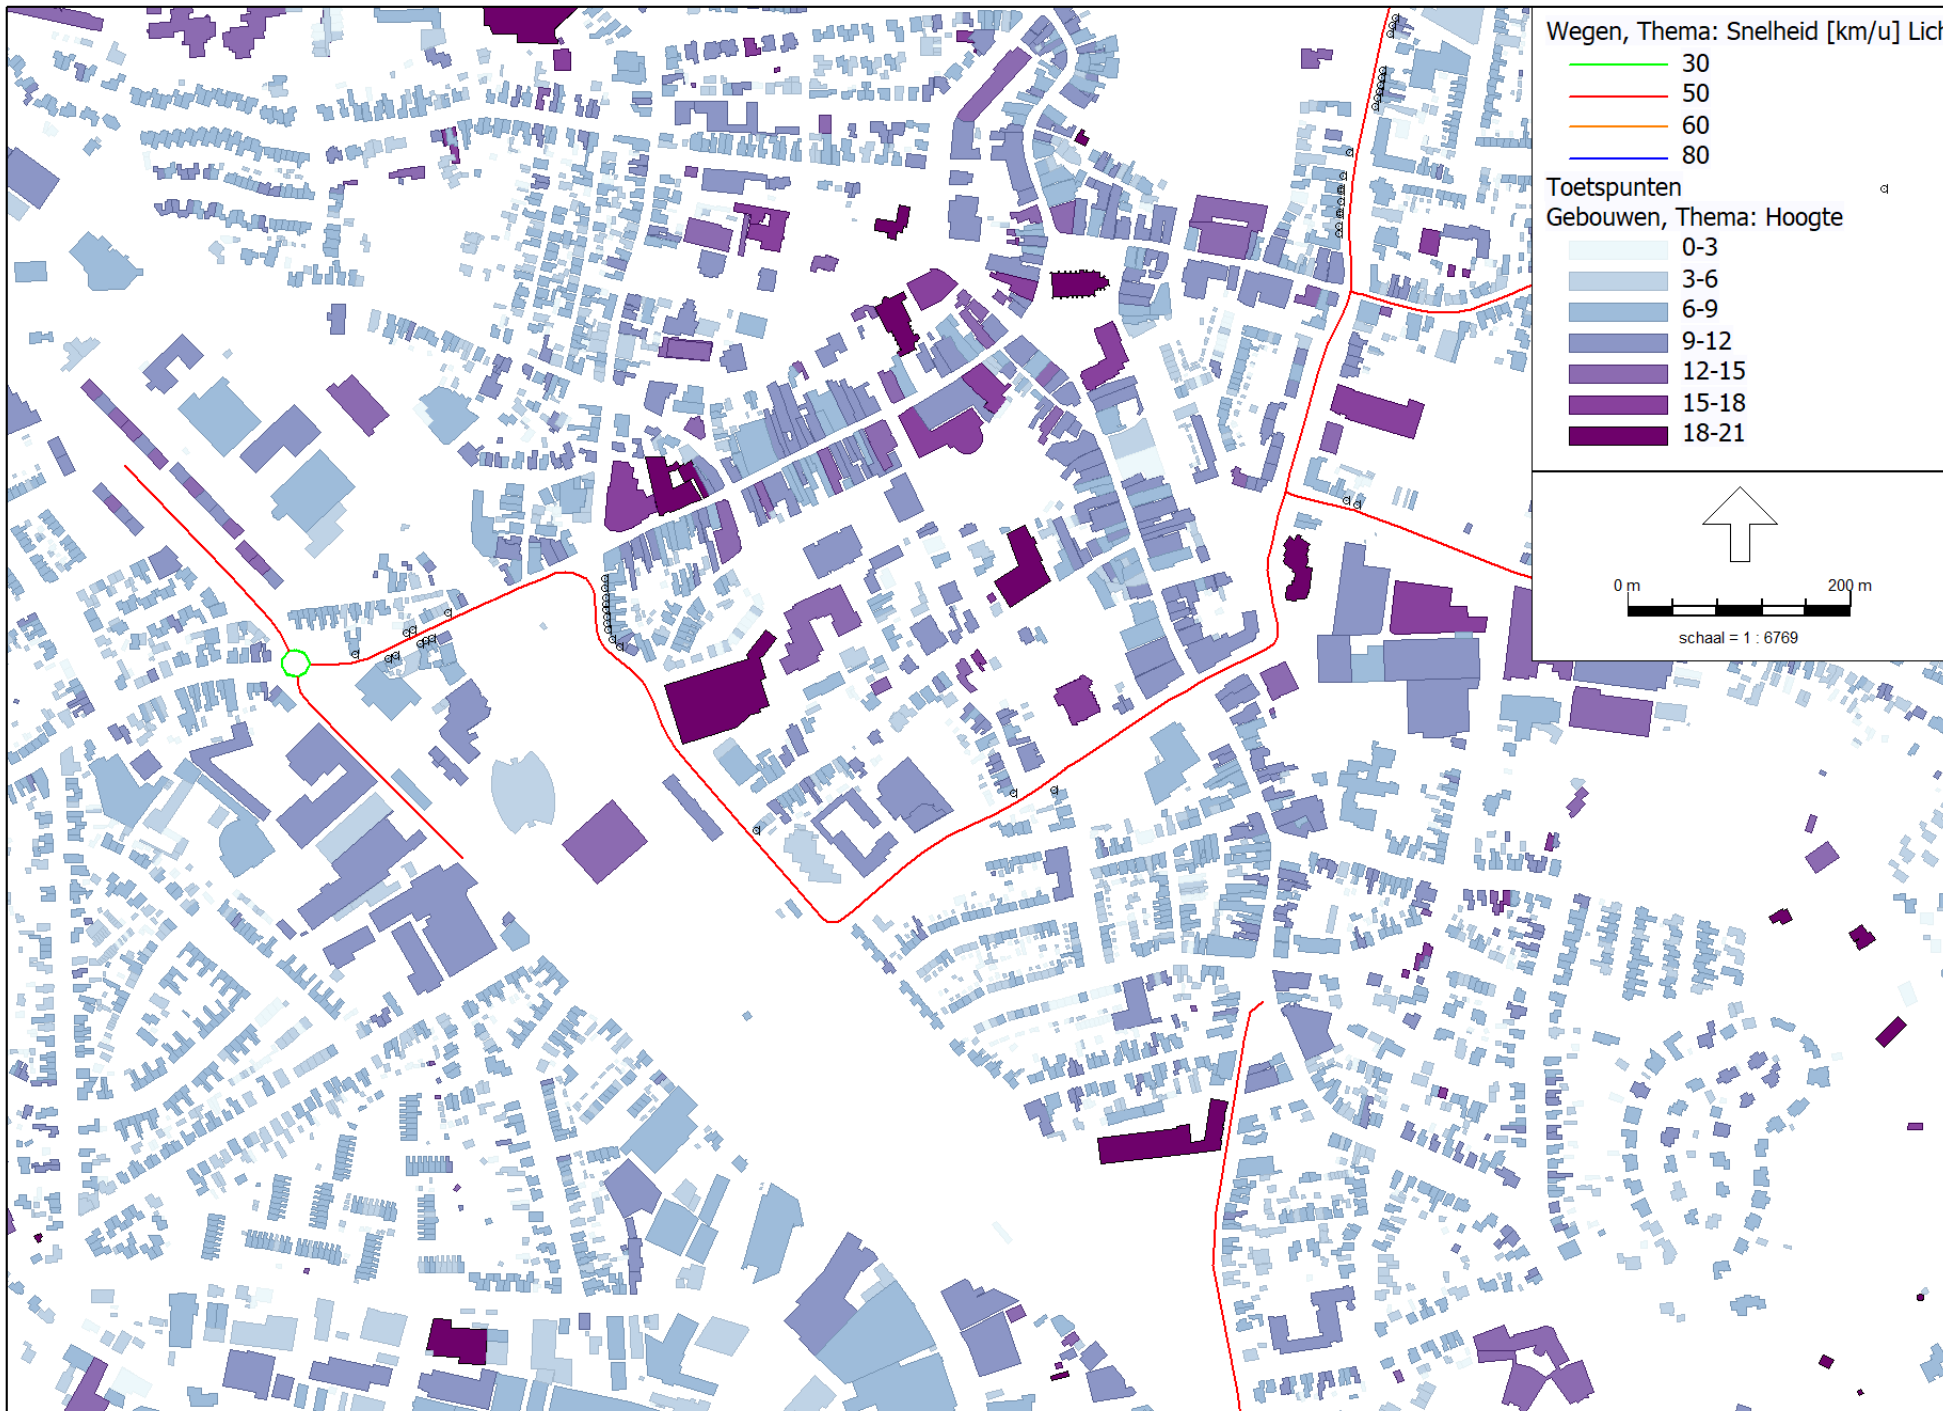 Wegen, Thema: Snelheid [km/u] Lich
30
50
60
80
Toetspunten
Gebouwen, Thema: Hoogte
0-3
3-6
6-9
9-12
12-15
15-18
18-21
0 m 200 m
schaal = 1 : 6769